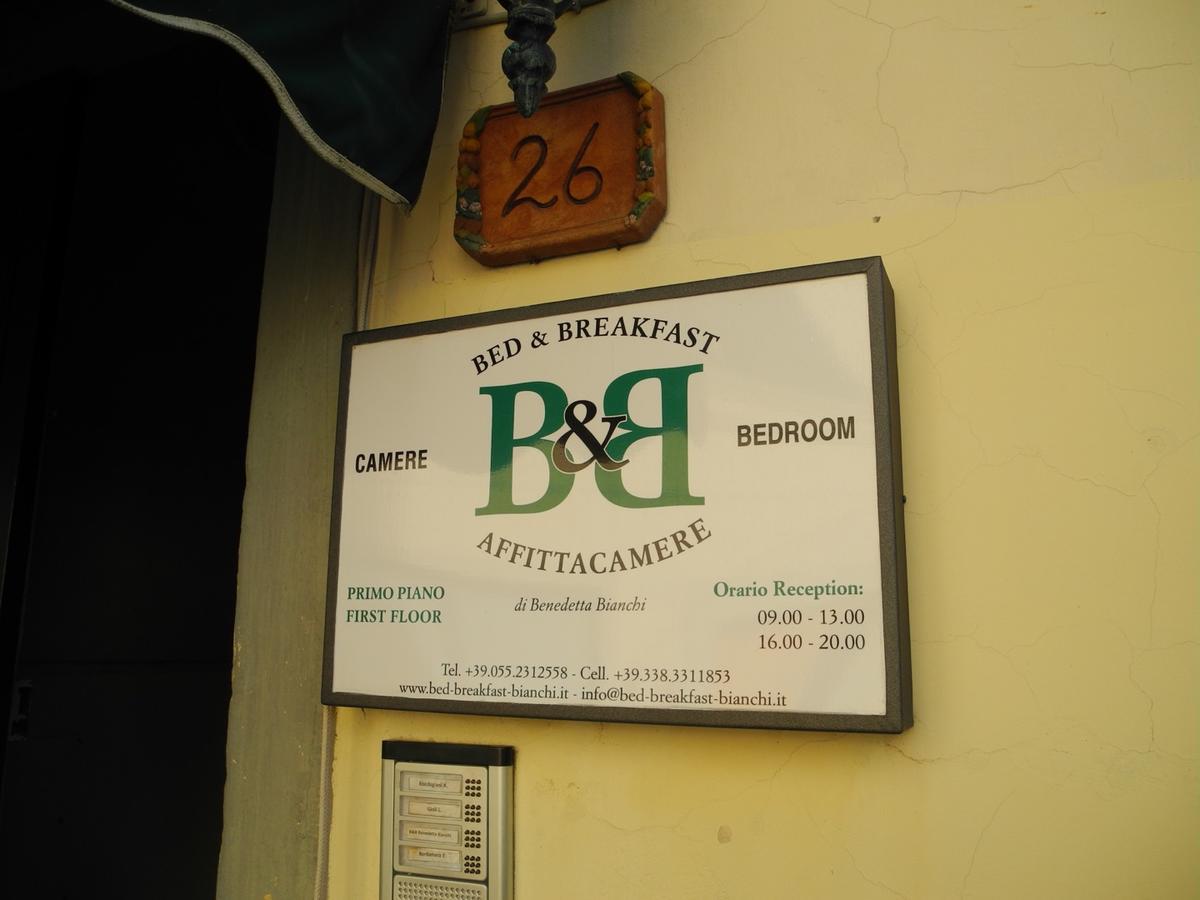 26
BED & BREAKFAST
B&B
CAMERE
BEDROOM
AFFITTACAMERE
PRIMO PIANO
FIRST FLOOR
di Benedetta Bianchi
Orario Reception:
09.00 - 13.00
16.00 - 20.00
Tel. +39.055.2312558 - Cell. +39.338.3311853
www.bed-breakfast-bianchi.it - info@bed-breakfast-bianchi.it
B&B Benedetta Bianchi